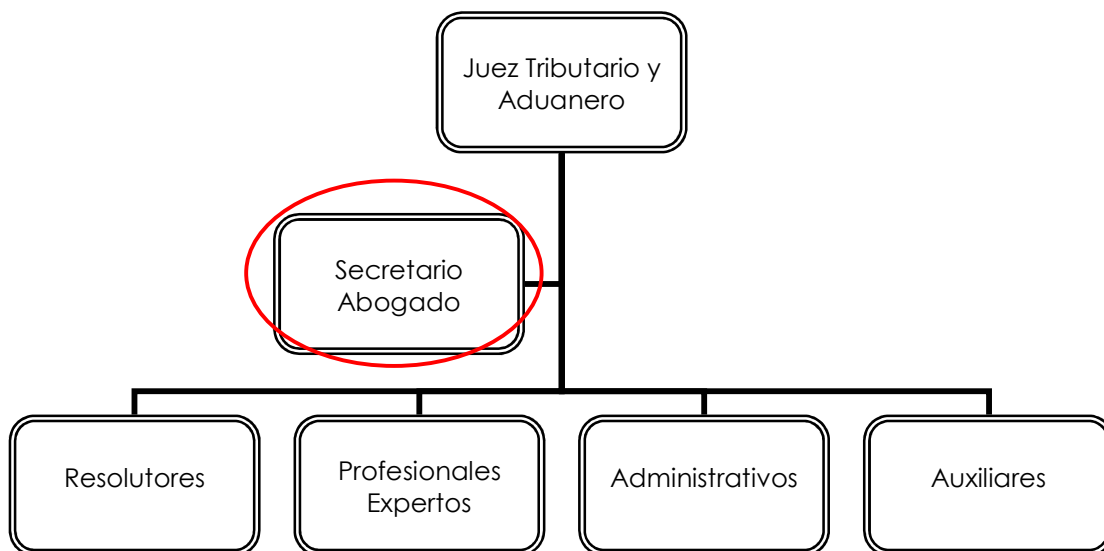 Juez Tributario y
Aduanero
Secretario
Abogado
Resolutores
Profesionales
Expertos
Administrativos
Auxiliares